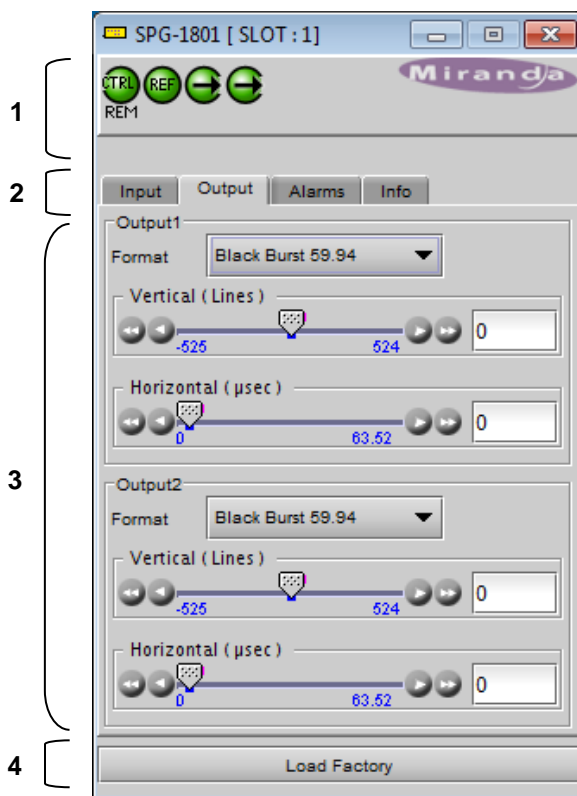 SPG-1801 [ SLOT : 1]
CTRL REF
REM
Miranda
1
2
Input Output Alarms Info
3
Output1
Format Black Burst 59.94
Vertical ( Lines )
-525 524 0
Horizontal ( µsec )
0 63.52 0
Output2
Format Black Burst 59.94
Vertical ( Lines )
-525 524 0
Horizontal ( µsec )
0 63.52 0
4
Load Factory